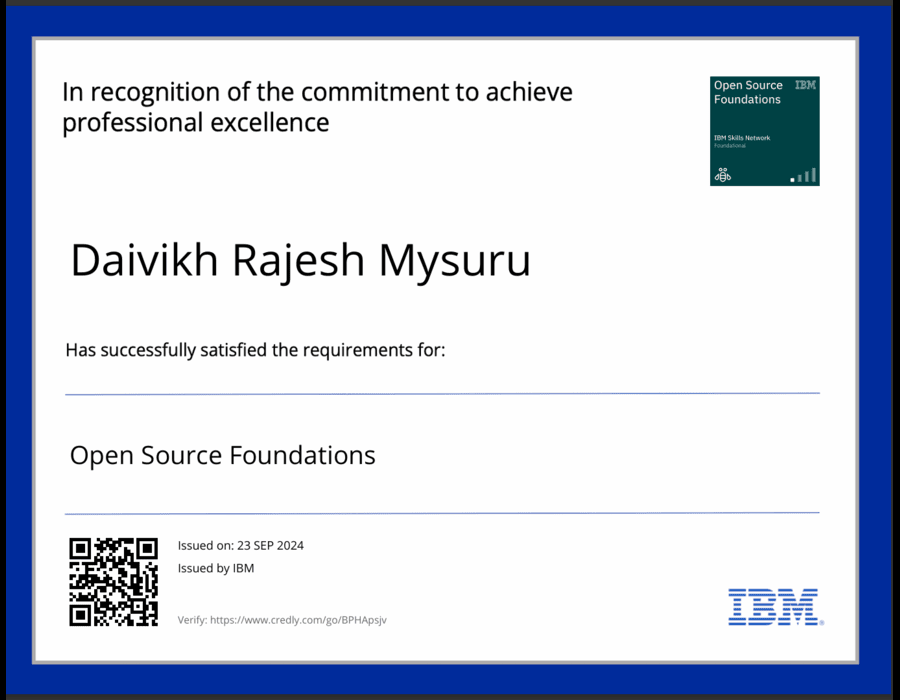 In recognition of the commitment to achieve
professional excellence
Open Source IBM
Foundations
IBM Skills Network
Foundational
Daivikh Rajesh Mysuru
Has successfully satisfied the requirements for:
Open Source Foundations
Issued on: 23 SEP 2024
Issued by IBM
Verify: https://www.credly.com/go/BPHApsjv
IBM®